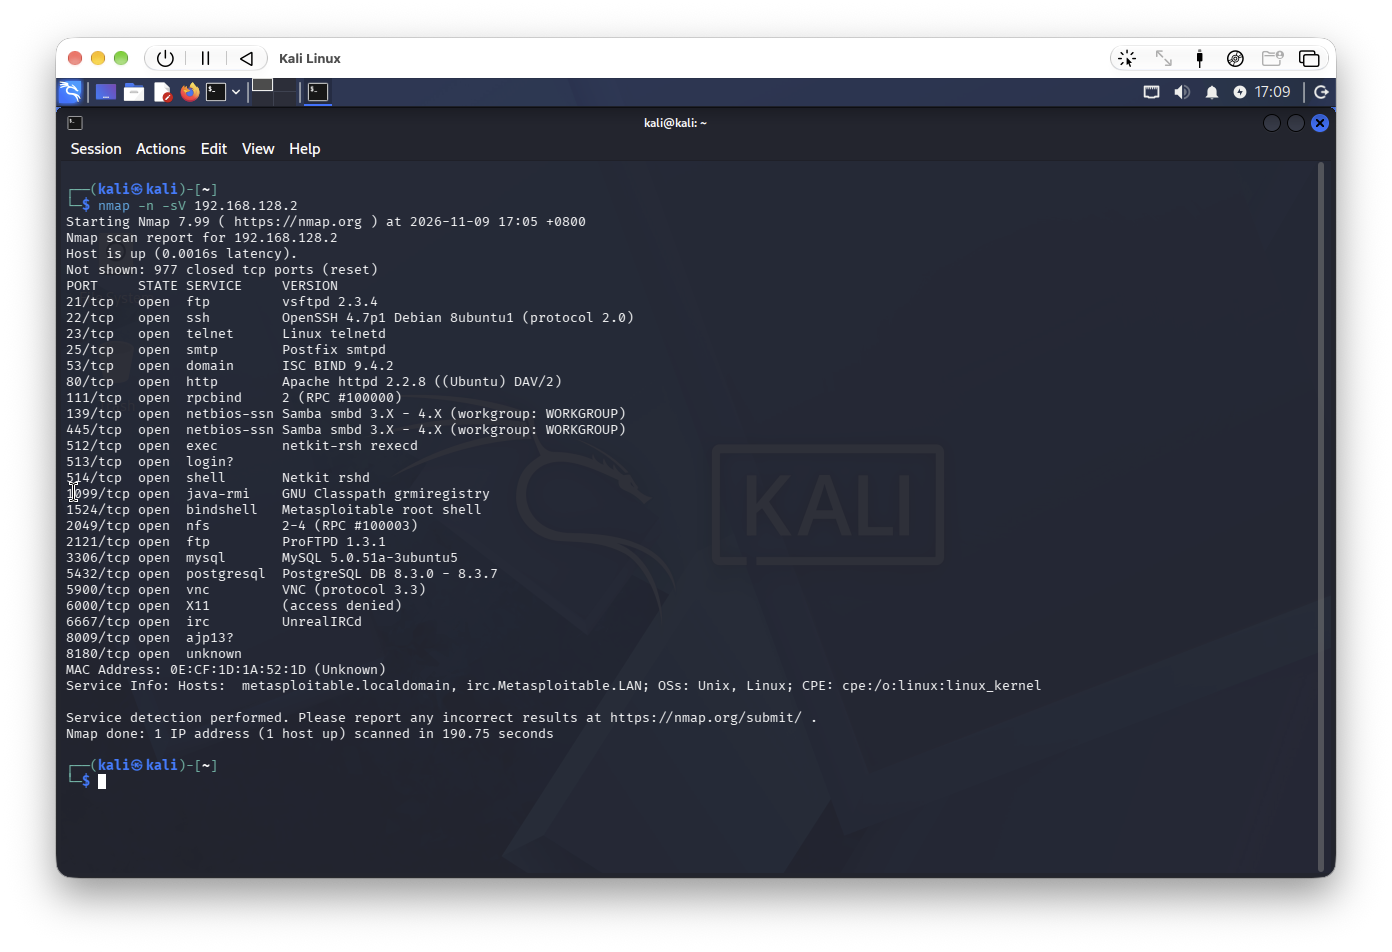 Kali Linux
17:09
kali@kali: ~
Session Actions Edit View Help
┌──(kali㉿kali)-[~]
└─$ nmap -n -sV 192.168.128.2
Starting Nmap 7.99 ( https://nmap.org ) at 2026-11-09 17:05 +0800
Nmap scan report for 192.168.128.2
Host is up (0.0016s latency).
Not shown: 977 closed tcp ports (reset)
PORT     STATE SERVICE     VERSION
21/tcp   open  ftp         vsftpd 2.3.4
22/tcp   open  ssh         OpenSSH 4.7p1 Debian 8ubuntu1 (protocol 2.0)
23/tcp   open  telnet      Linux telnetd
25/tcp   open  smtp        Postfix smtpd
53/tcp   open  domain      ISC BIND 9.4.2
80/tcp   open  http        Apache httpd 2.2.8 ((Ubuntu) DAV/2)
111/tcp  open  rpcbind     2 (RPC #100000)
139/tcp  open  netbios-ssn Samba smbd 3.X - 4.X (workgroup: WORKGROUP)
445/tcp  open  netbios-ssn Samba smbd 3.X - 4.X (workgroup: WORKGROUP)
512/tcp  open  exec        netkit-rsh rexecd
513/tcp  open  login?
514/tcp  open  shell       Netkit rshd
1099/tcp open  java-rmi    GNU Classpath grmiregistry
1524/tcp open  bindshell   Metasploitable root shell
2049/tcp open  nfs         2-4 (RPC #100003)
2121/tcp open  ftp         ProFTPD 1.3.1
3306/tcp open  mysql       MySQL 5.0.51a-3ubuntu5
5432/tcp open  postgresql  PostgreSQL DB 8.3.0 - 8.3.7
5900/tcp open  vnc         VNC (protocol 3.3)
6000/tcp open  X11         (access denied)
6667/tcp open  irc         UnrealIRCd
8009/tcp open  ajp13?
8180/tcp open  unknown
MAC Address: 0E:CF:1D:1A:52:1D (Unknown)
Service Info: Hosts:  metasploitable.localdomain, irc.Metasploitable.LAN; OSs: Unix, Linux; CPE: cpe:/o:linux:linux_kernel
Service detection performed. Please report any incorrect results at https://nmap.org/submit/ .
Nmap done: 1 IP address (1 host up) scanned in 190.75 seconds
┌──(kali㉿kali)-[~]
└─$
KALI